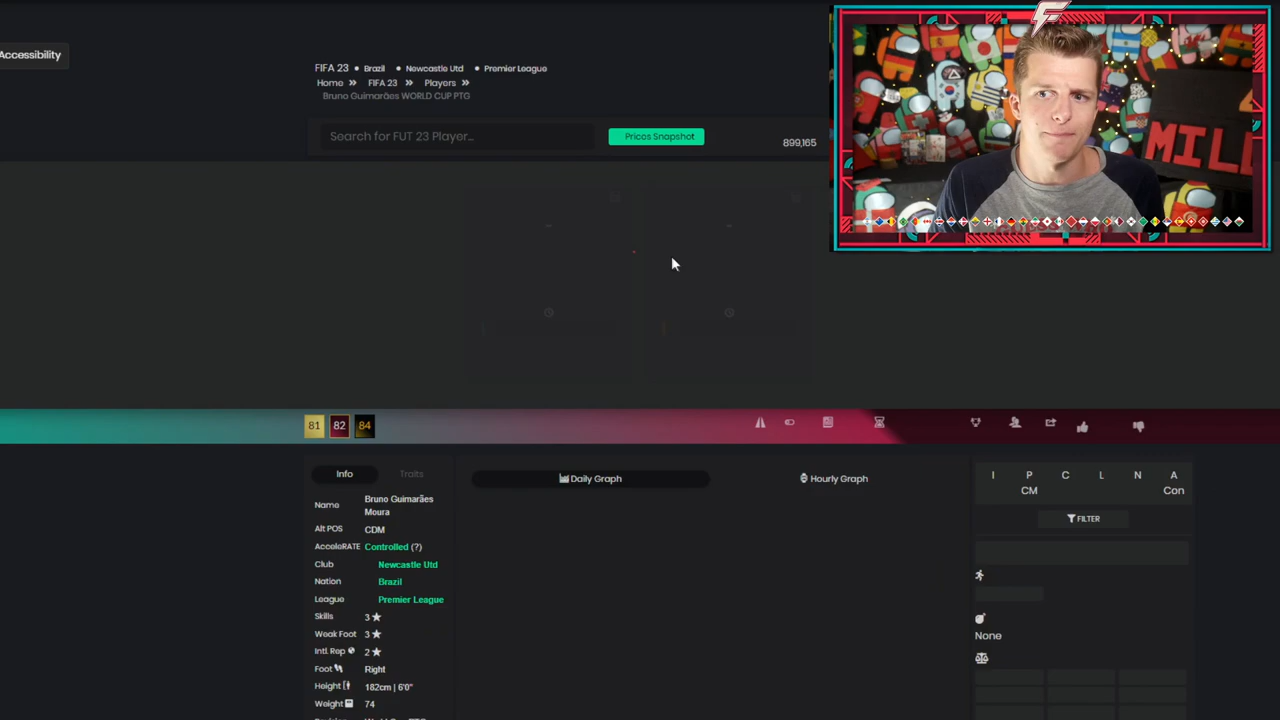 Accessibility
FIFA 23 • Brazil • Newcastle Utd • Premier League
Home » FIFA 23 » Players »
Bruno Guimarães WORLD CUP PTG
Search for FUT 23 Player...
Prices Snapshot
899,165
MILL
81 82 84
Info
Traits
Daily Graph
Hourly Graph
Name Bruno Guimarães
Moura
Alt POS CDM
AcceleRATE Controlled (?)
Club Newcastle Utd
Nation Brazil
League Premier League
Skills 3
Weak Foot 3
Intl. Rep 2
Foot Right
Height 182cm | 6'0"
Weight 74
I P C L N A
CM Con
FILTER
None